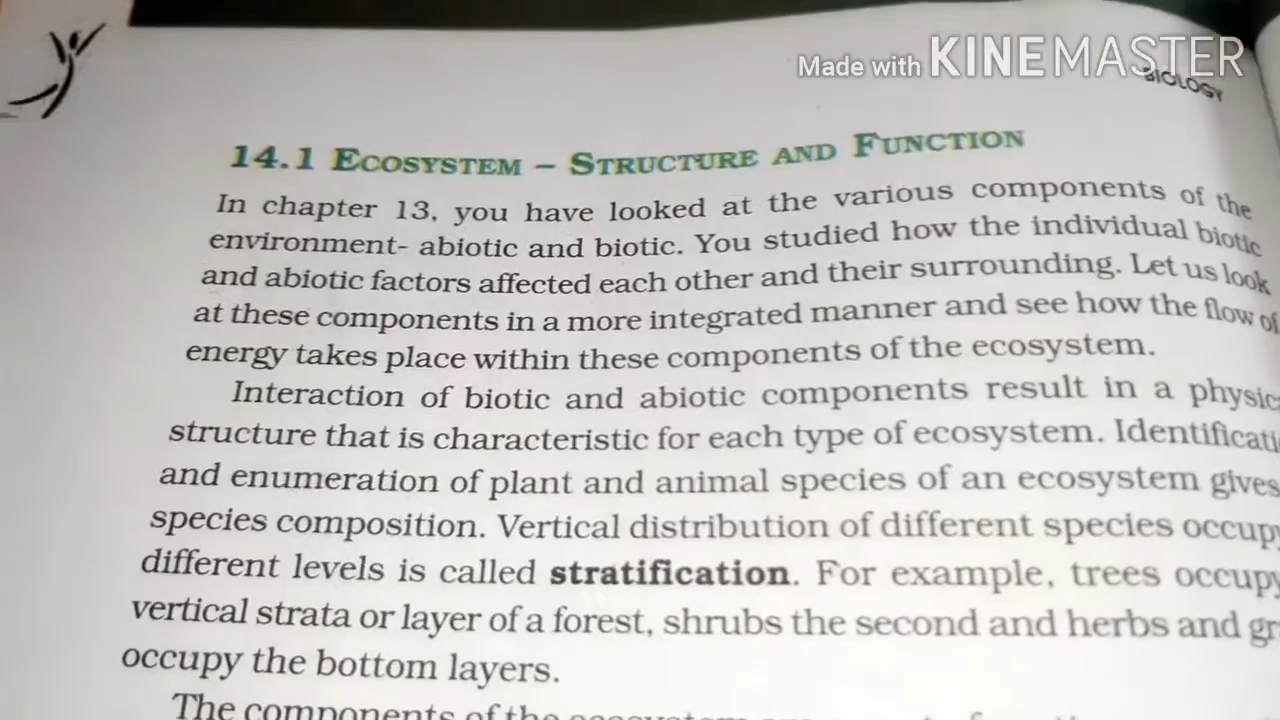 Made with KINEMASTER
BIOLOGY
14.1 ECOSYSTEM – STRUCTURE AND FUNCTION
In chapter 13, you have looked at the various components of the
environment- abiotic and biotic. You studied how the individual biotic
and abiotic factors affected each other and their surrounding. Let us look
at these components in a more integrated manner and see how the flow of
energy takes place within these components of the ecosystem.
Interaction of biotic and abiotic components result in a
structure that is characteristic for each type of ecosystem.
and enumeration of plant and animal species of an ecosystem gives
species composition. Vertical distribution of different species
different levels is called stratification. For example, trees occupy
vertical strata or layer of a forest, shrubs the second and herbs and
occupy the bottom layers.
The components of the